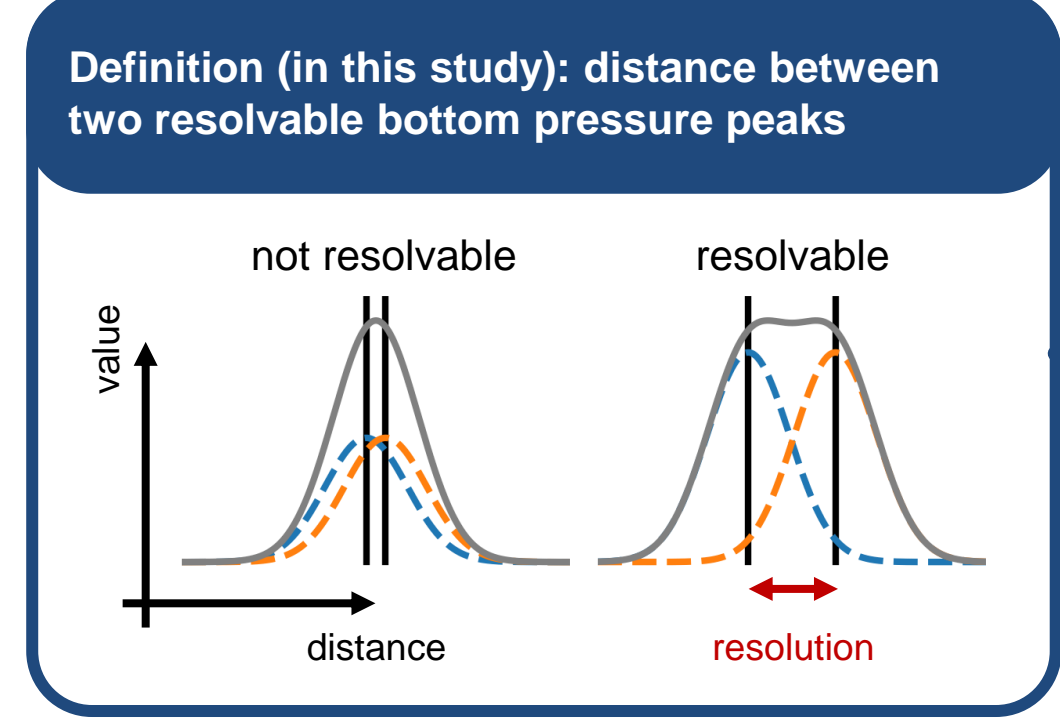 Definition (in this study): distance between
two resolvable bottom pressure peaks
not resolvable
resolvable
value
distance
resolution